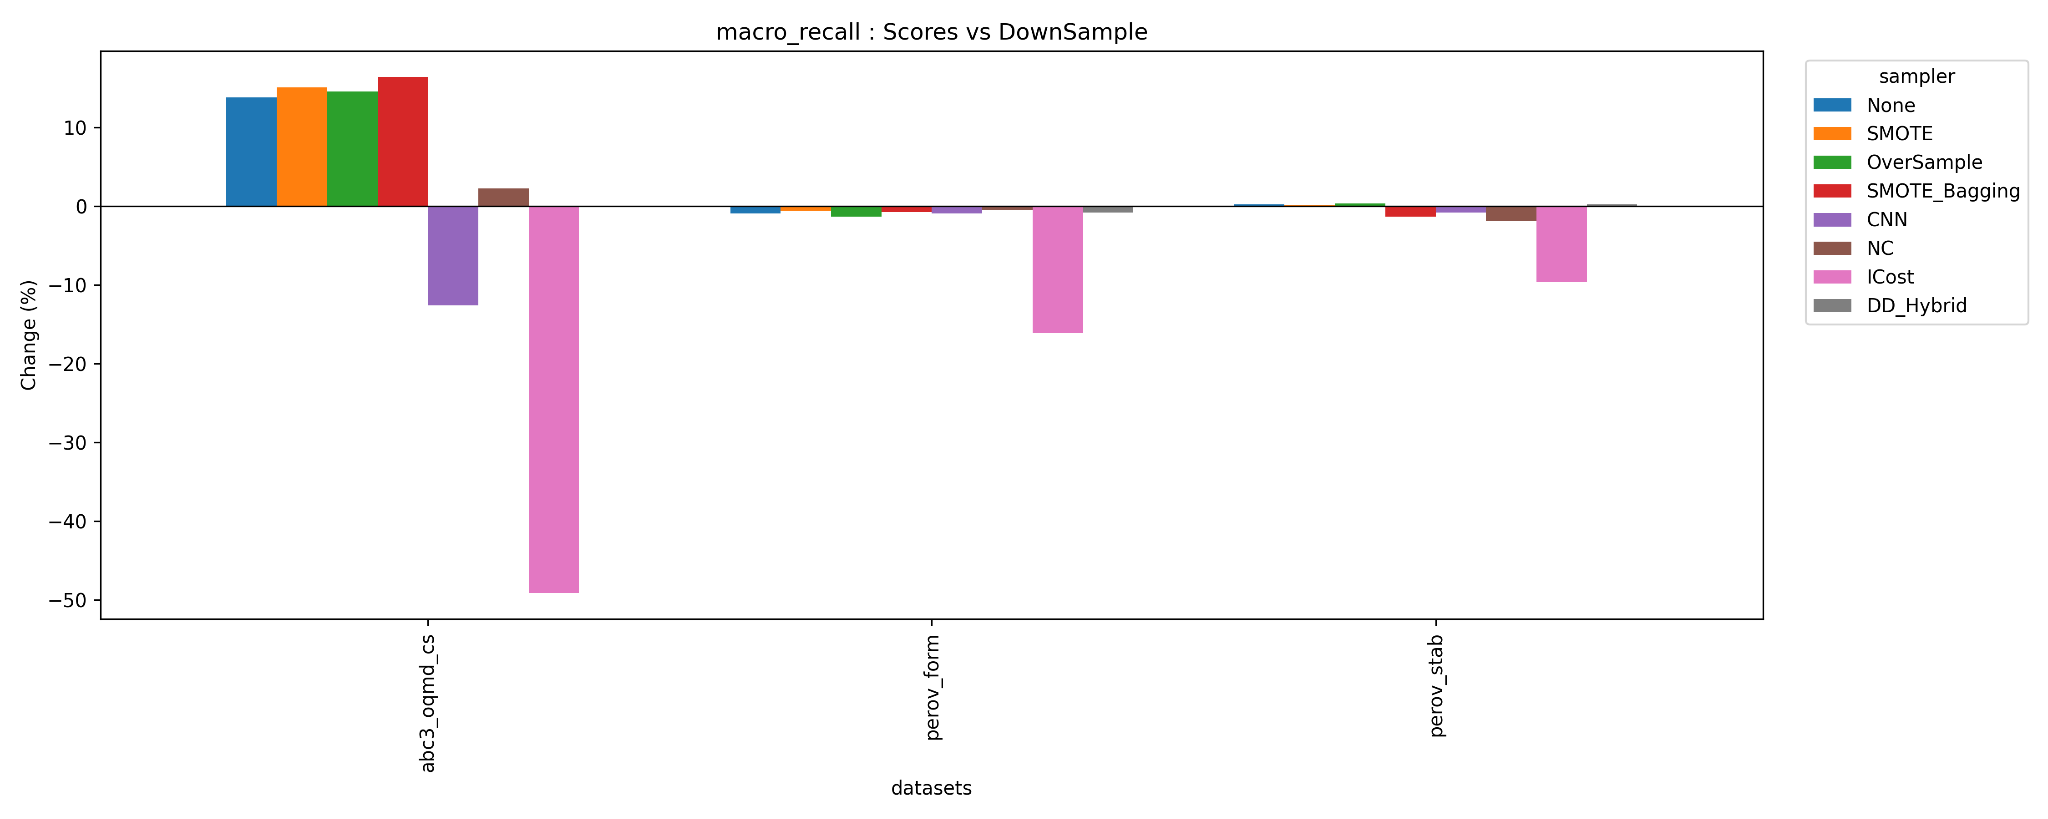 macro_recall : Scores vs DownSample
sampler
None
SMOTE
OverSample
SMOTE_Bagging
CNN
NC
ICost
DD_Hybrid
Change (%)
10
0
−10
−20
−30
−40
−50
abc3_oqmd_cs
perov_form
perov_stab
datasets